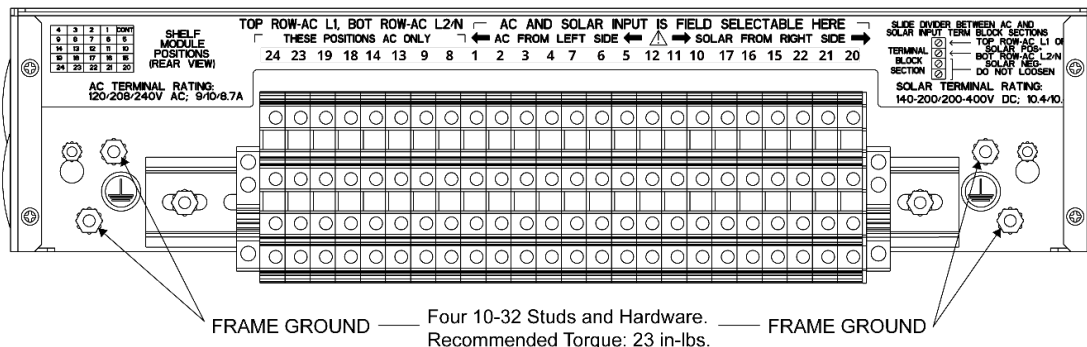 4 3 2 1 CONT
9 8 7 6 5
14 13 12 11 10
19 18 17 16 15
24 23 22 21 20
SHELF
MODULE
POSITIONS
(REAR VIEW)
AC TERMINAL RATING:
120/208/240V AC; 9/10/8.7A
TOP ROW-AC L1, BOT ROW-AC L2/N
THESE POSITIONS AC ONLY
AC AND SOLAR INPUT IS FIELD SELECTABLE HERE
AC FROM LEFT SIDE
SOLAR FROM RIGHT SIDE
24 23 19 18 14 13 9 8 1 2 3 4 7 6 5 12 11 10 17 16 15 22 21 20
SLIDE DIVIDER BETWEEN AC AND
SOLAR INPUT TERM BLOCK SECTIONS
TERMINAL
BLOCK
SECTION
TOP ROW-AC L1 O
SOLAR POS-
BOT ROW-AC L2/N
SOLAR NEG-
DO NOT LOOSEN
SOLAR TERMINAL RATING:
140-200/200-400V DC; 10.4/10.
FRAME GROUND
Four 10-32 Studs and Hardware.
Recommended Torque: 23 in-lbs.
FRAME GROUND